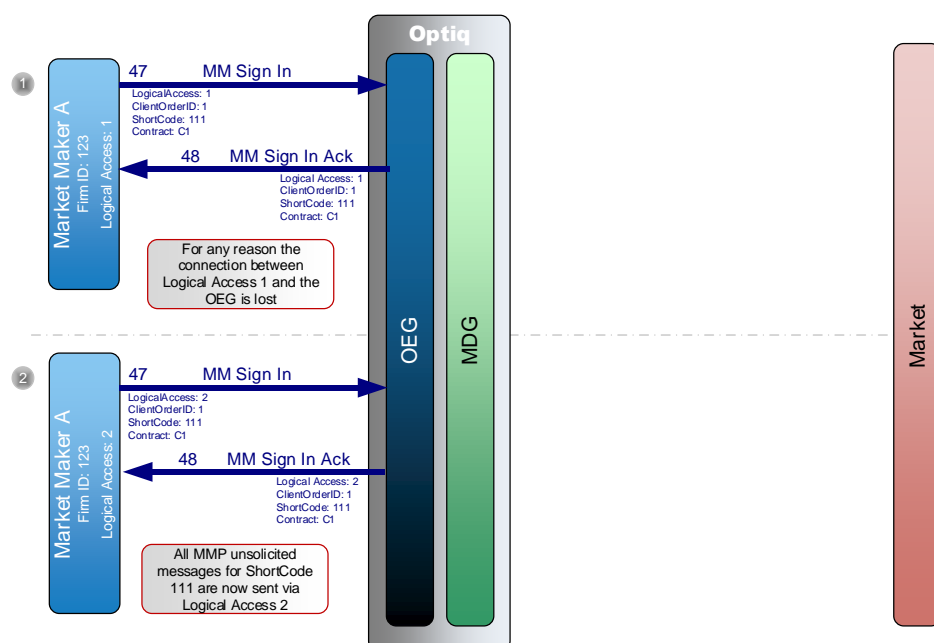 Optiq
1
Market Maker A
Firm ID: 123
Logical Access: 1
47 MM Sign In
LogicalAccess: 1
ClientOrderID: 1
ShortCode: 111
Contract: C1
48 MM Sign In Ack
Logical Access: 1
ClientOrderID: 1
ShortCode: 111
Contract: C1
For any reason the
connection between
Logical Access 1 and the
OEG is lost
OEG
MDG
Market
2
Market Maker A
Firm ID: 123
Logical Access: 2
47 MM Sign In
LogicalAccess: 2
ClientOrderID: 1
ShortCode: 111
Contract: C1
48 MM Sign In Ack
Logical Access: 2
ClientOrderID: 1
ShortCode: 111
Contract: C1
All MMP unsolicited
messages for ShortCode
111 are now sent via
Logical Access 2